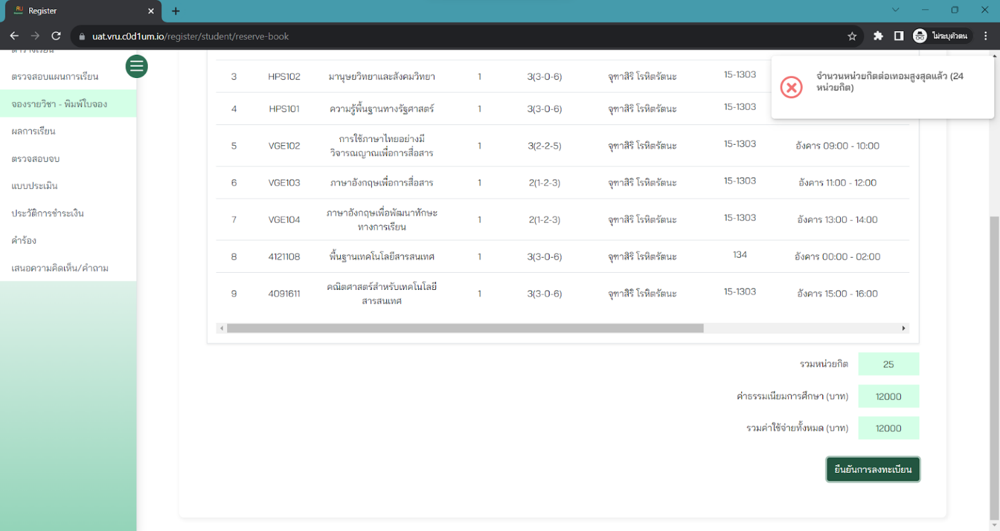 Register
uat.vru.c0d1um.io/register/student/reserve-book
ไม่ระบุตัวตน
ตารางเรียน
ตรวจสอบแผนการเรียน
จองรายวิชา - พิมพ์ใบจอง
ผลการเรียน
ตรวจสอบจบ
แบบประเมิน
ประวัติการชำระเงิน
คำร้อง
เสนอความคิดเห็น/คำถาม
จำนวนหน่วยกิตต่อเทอมสูงสุดแล้ว (24
หน่วยกิต)
3 HPS102 มานุษยวิทยาและสังคมวิทยา 1 3(3-0-6) จุฑาสิริ โรหิตรัตนะ 15-1303
4 HPS101 ความรู้พื้นฐานทางรัฐศาสตร์ 1 3(3-0-6) จุฑาสิริ โรหิตรัตนะ 15-1303
5 VGE102 การใช้ภาษาไทยอย่างมี 1 3(2-2-5) จุฑาสิริ โรหิตรัตนะ 15-1303 อังคาร 09:00 - 10:00
วิจารณญาณเพื่อการสื่อสาร
6 VGE103 ภาษาอังกฤษเพื่อการสื่อสาร 1 2(1-2-3) จุฑาสิริ โรหิตรัตนะ 15-1303 อังคาร 11:00 - 12:00
7 VGE104 ภาษาอังกฤษเพื่อพัฒนาทักษะ 1 2(1-2-3) จุฑาสิริ โรหิตรัตนะ 15-1303 อังคาร 13:00 - 14:00
ทางการเรียน
8 4121108 พื้นฐานเทคโนโลยีสารสนเทศ 1 3(3-0-6) จุฑาสิริ โรหิตรัตนะ 134 อังคาร 00:00 - 02:00
9 4091611 คณิตศาสตร์สำหรับเทคโนโลยี 1 3(3-0-6) จุฑาสิริ โรหิตรัตนะ 15-1303 อังคาร 15:00 - 16:00
สารสนเทศ
รวมหน่วยกิต 25
ค่าธรรมเนียมการศึกษา (บาท) 12000
รวมค่าใช้จ่ายทั้งหมด (บาท) 12000
ยืนยันการลงทะเบียน